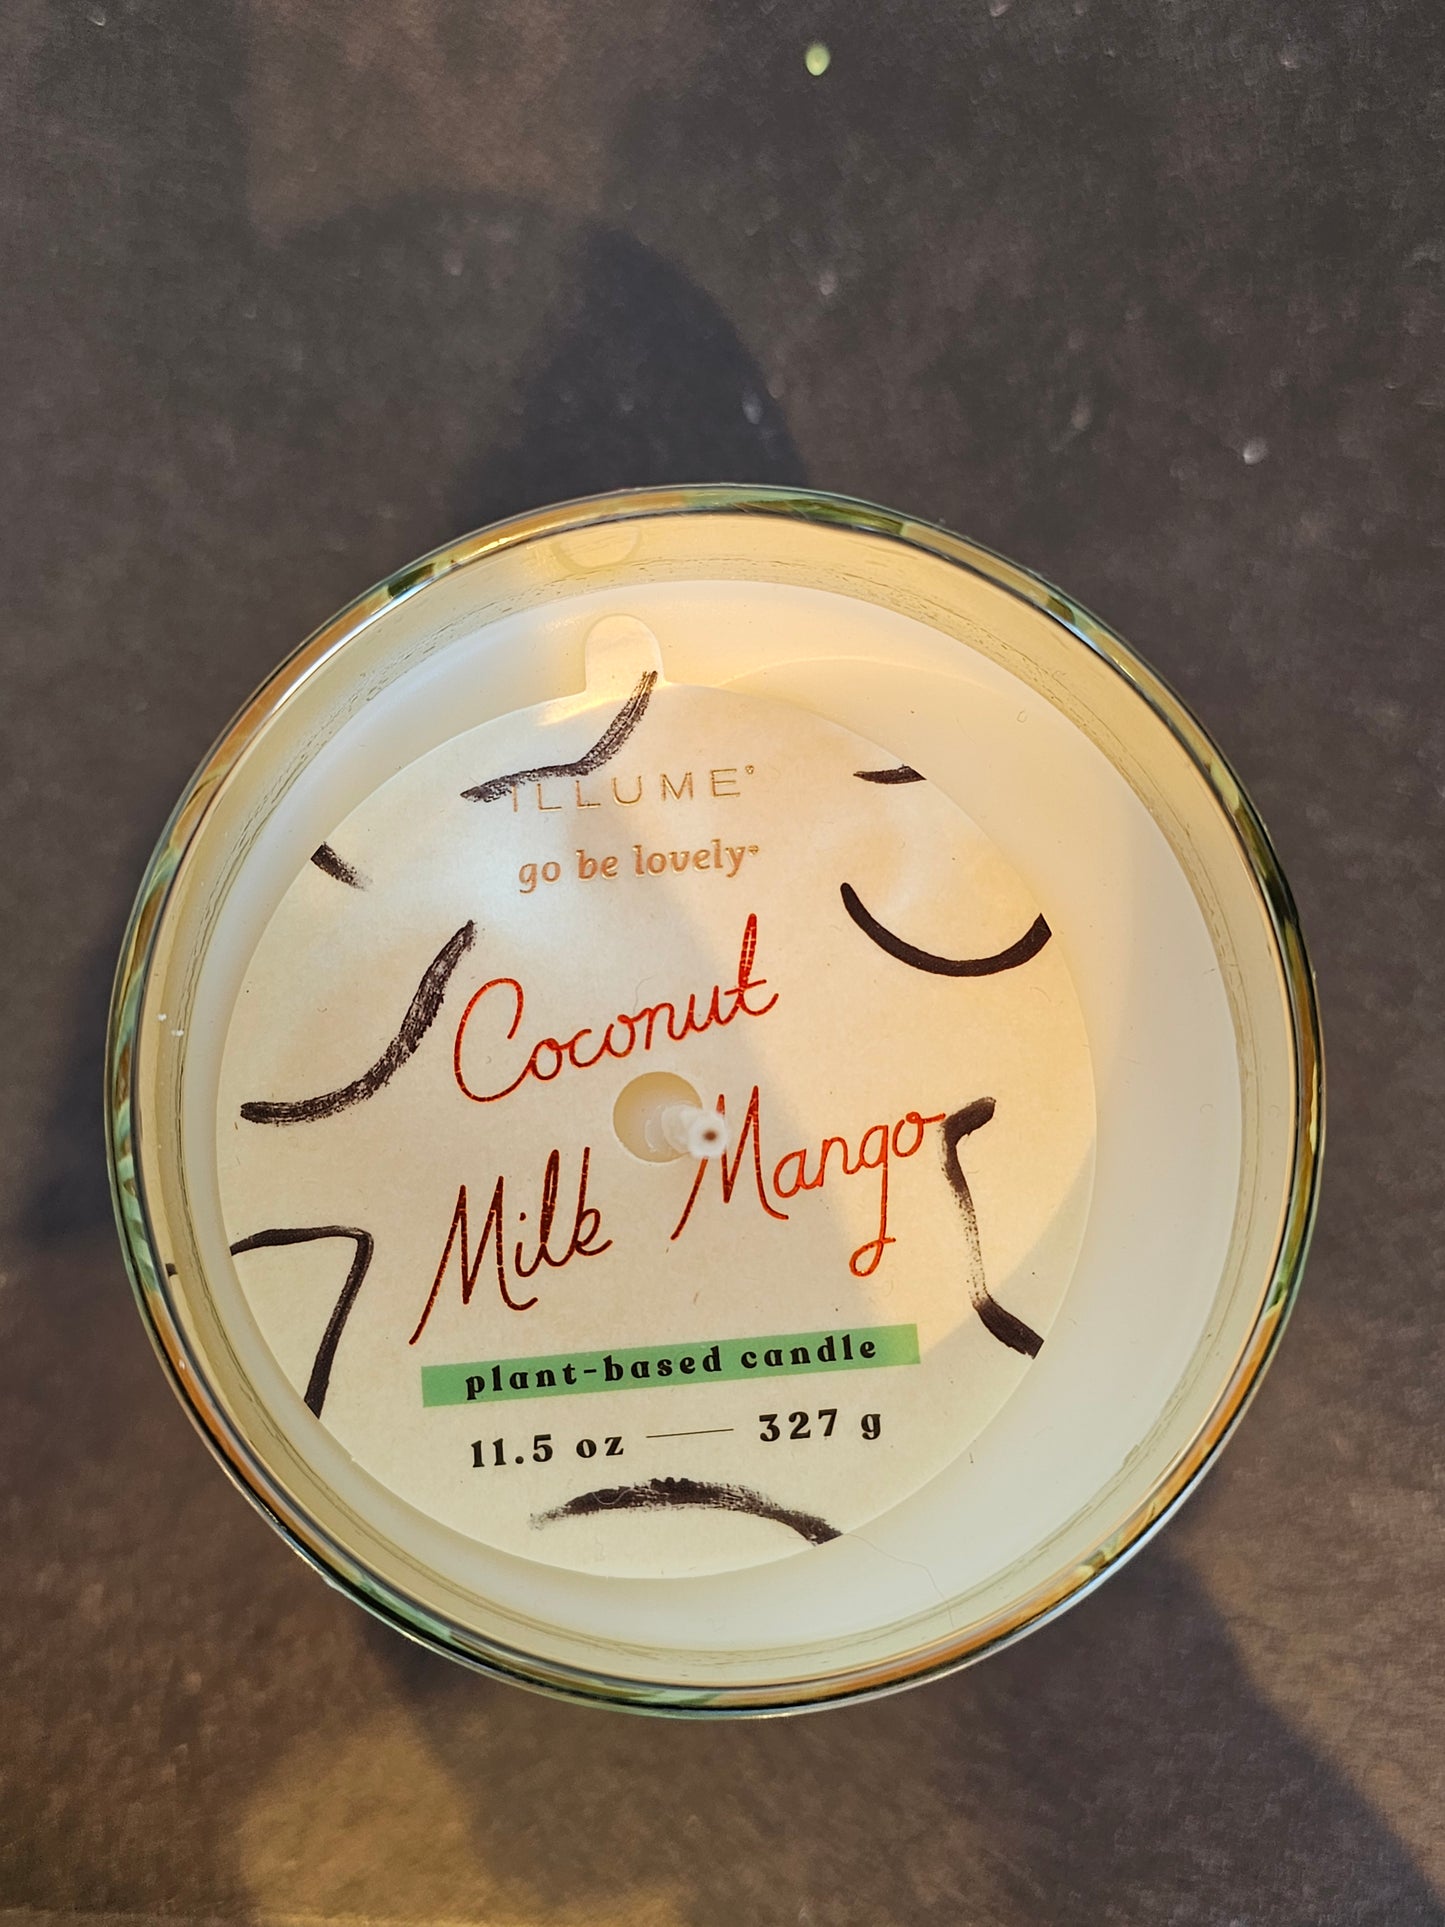 ILLUME®
go be lovely®
Coconut
Milk Mango
plant-based candle
11.5 oz — 327 g